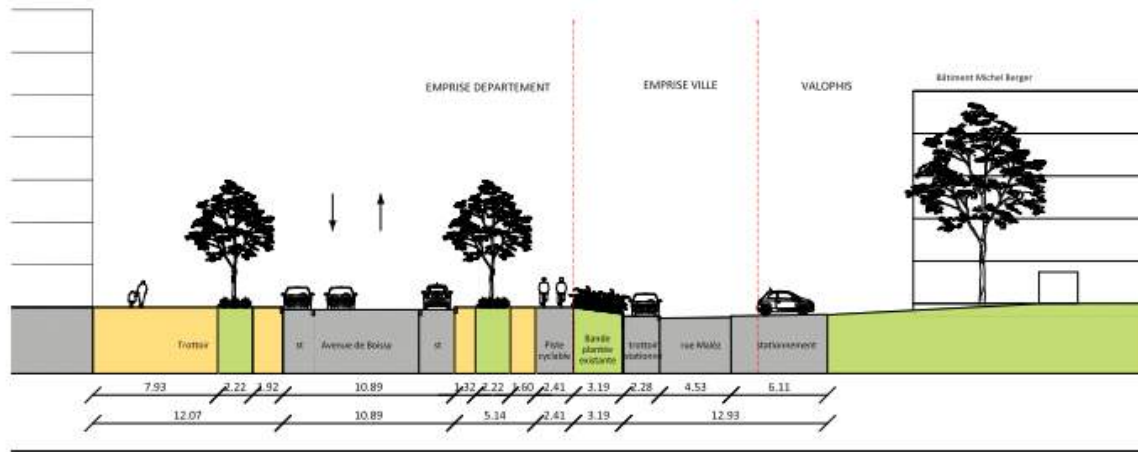 EMPRISE DEPARTEMENT
EMPRISE VILLE
VALOPHIS
Bâtiment Michel Berger
Trottoir
st
Avenue de Boissy
st
Piste
cyclable
Bande
plantée
existante
trottoir
stationne
rue Maléz
stationnement
7.93
2.22
1.92
10.89
1.32
2.22
1.60
2.41
3.19
2.28
4.53
6.11
12.07
10.89
5.14
2.41
3.19
12.93